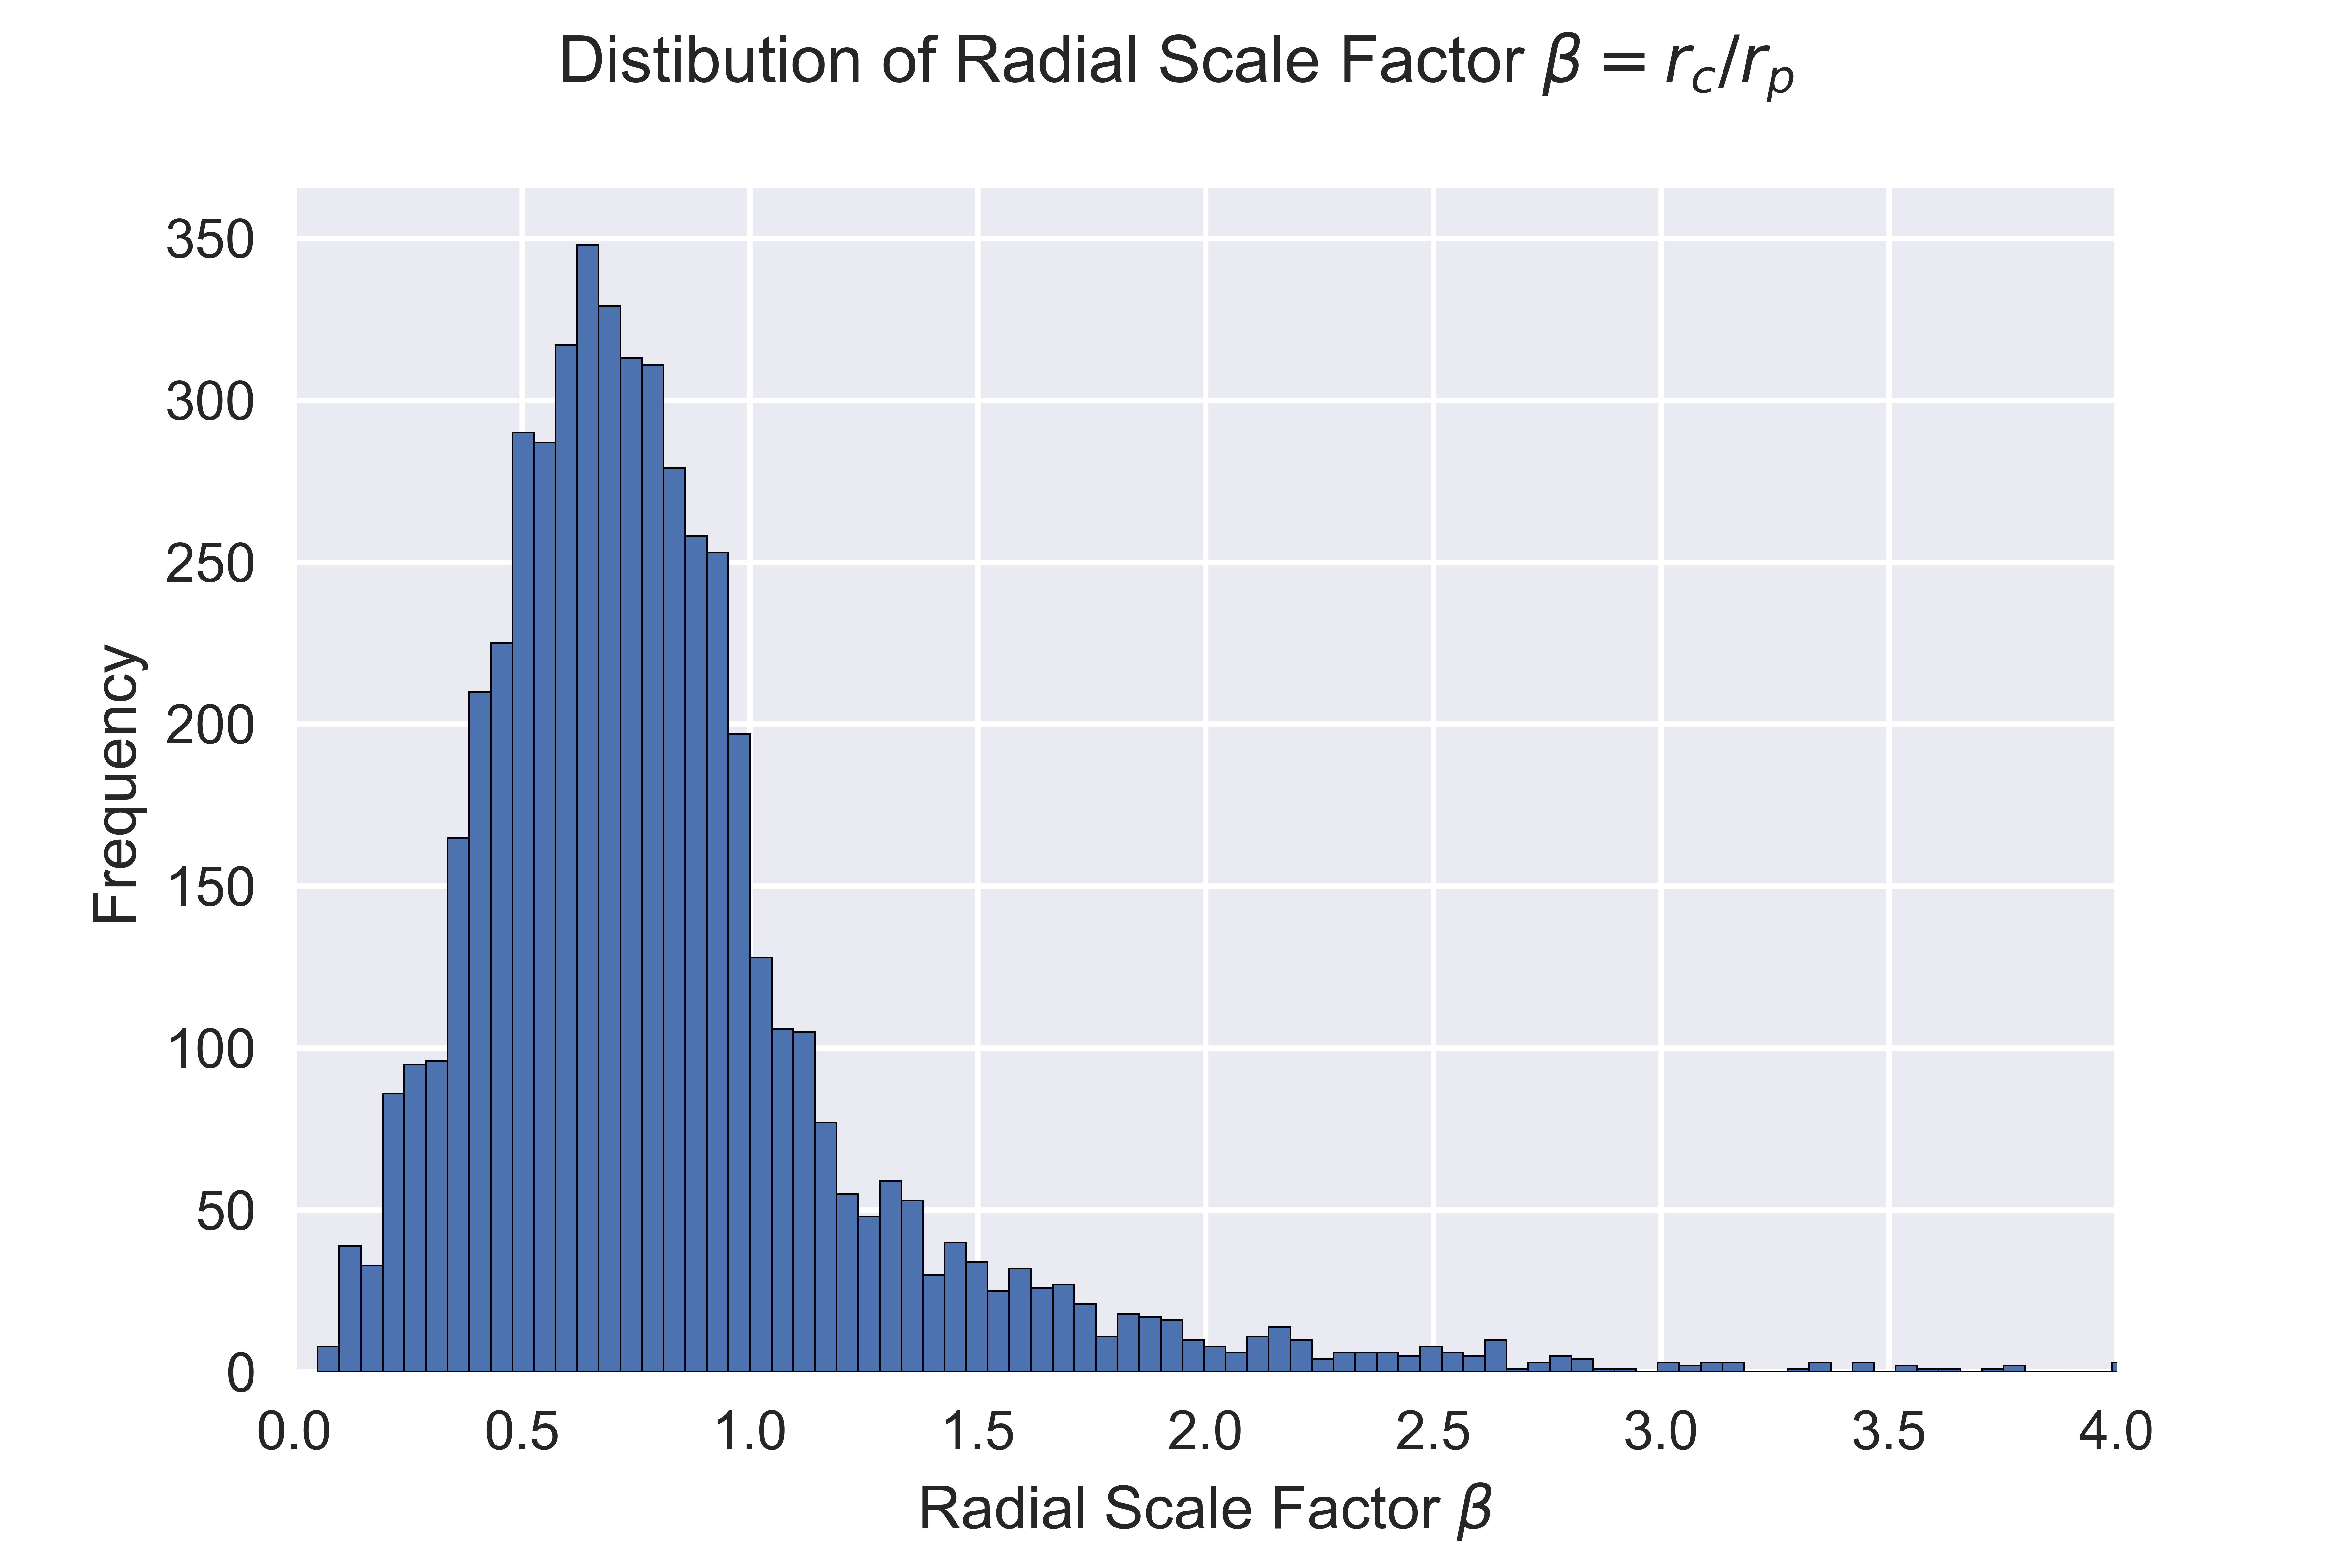 Distibution of Radial Scale Factor β = r_c/r_p
350
300
250
200
150
100
50
0
Frequency
0.0 0.5 1.0 1.5 2.0 2.5 3.0 3.5 4.0
Radial Scale Factor β